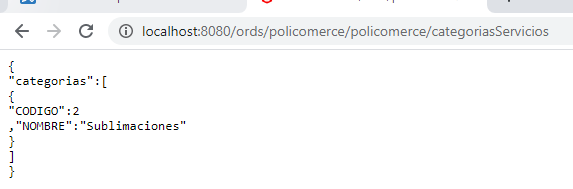 localhost:8080/ords/policomerce/policomerce/categoriasServicios
{
"categorias":[
{
"CODIGO":2
,"NOMBRE":"Sublimaciones"
}
]
}